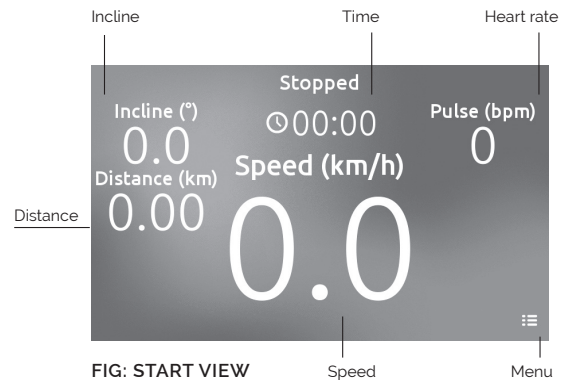 Incline Time Heart rate
Stopped
Incline (°) 00:00 Pulse (bpm)
0.0 0
Distance (km) Speed (km/h)
0.00 0.0
Distance
FIG: START VIEW Speed Menu